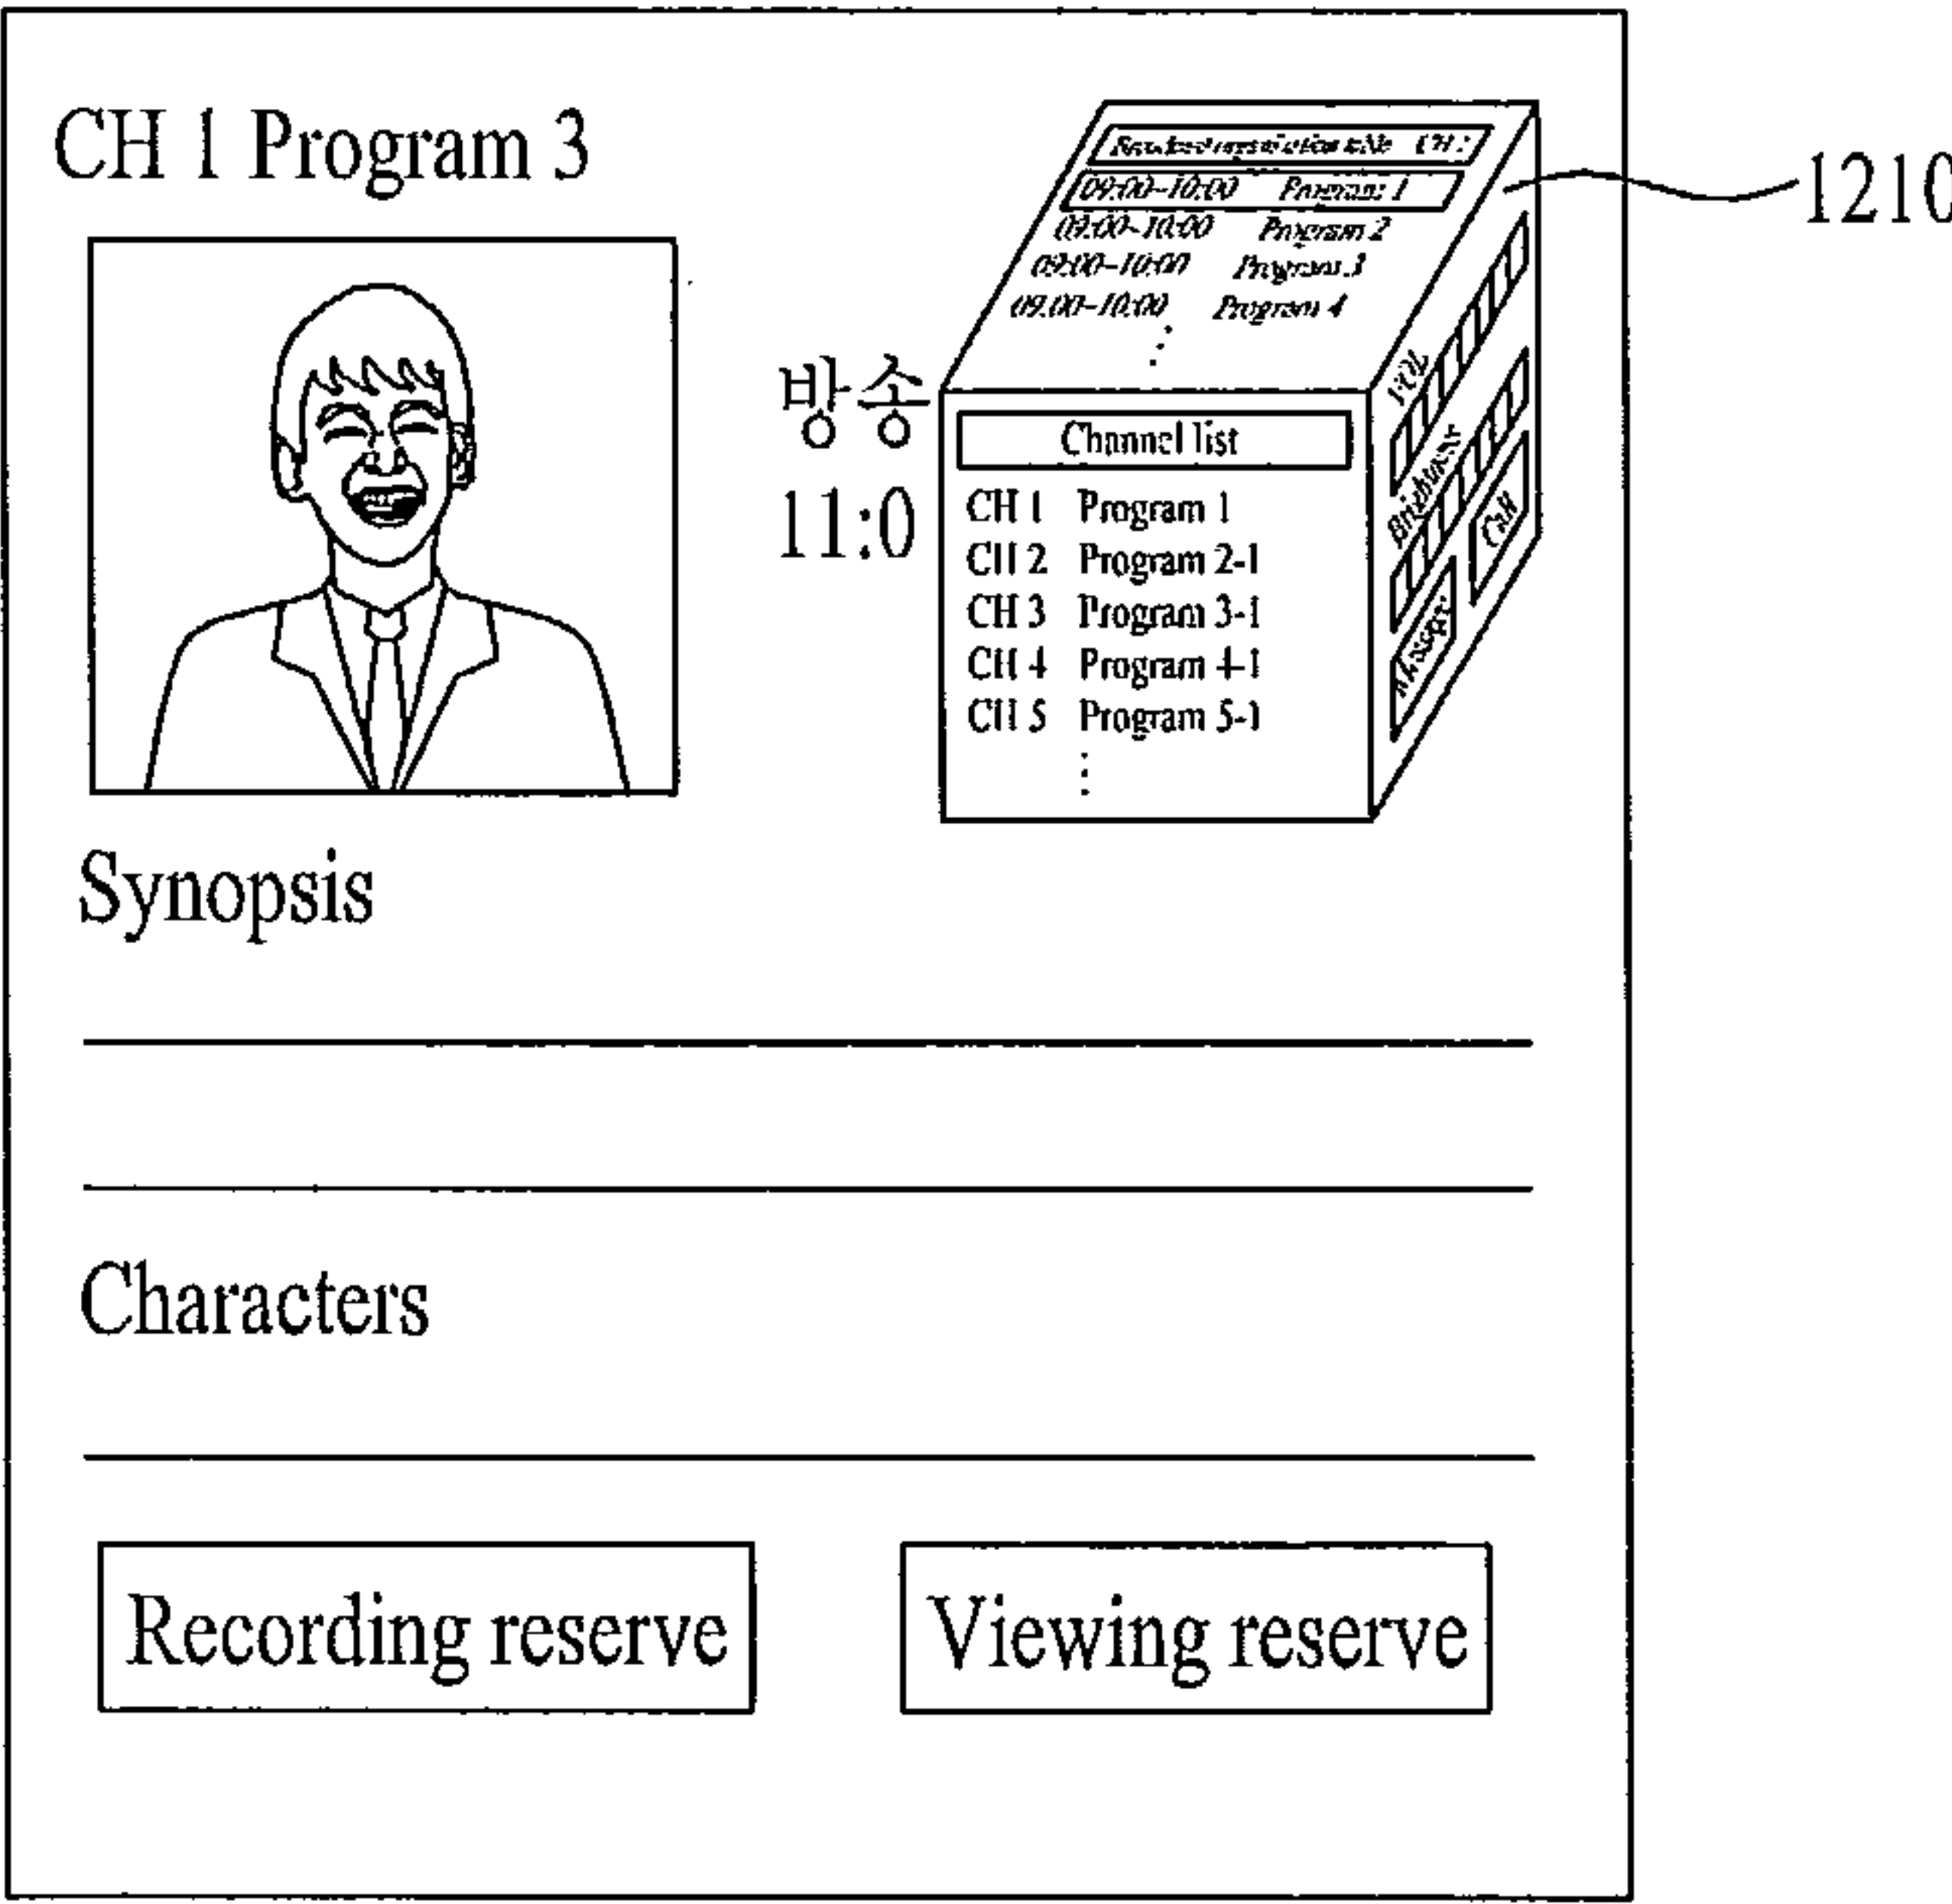 CH 1 Program 3
1210
CH
09:00~10:00 Program 1
09:00~10:00 Program 2
09:00~10:00 Program 3
09:00~10:00 Program 4
방송
11:0
VOL
Brightness
Call
Message
Channel list
CH 1 Program 1
CH 2 Program 2-1
CH 3 Program 3-1
CH 4 Program 4-1
CH 5 Program 5-1
Synopsis
Characters
Recording reserve
Viewing reserve